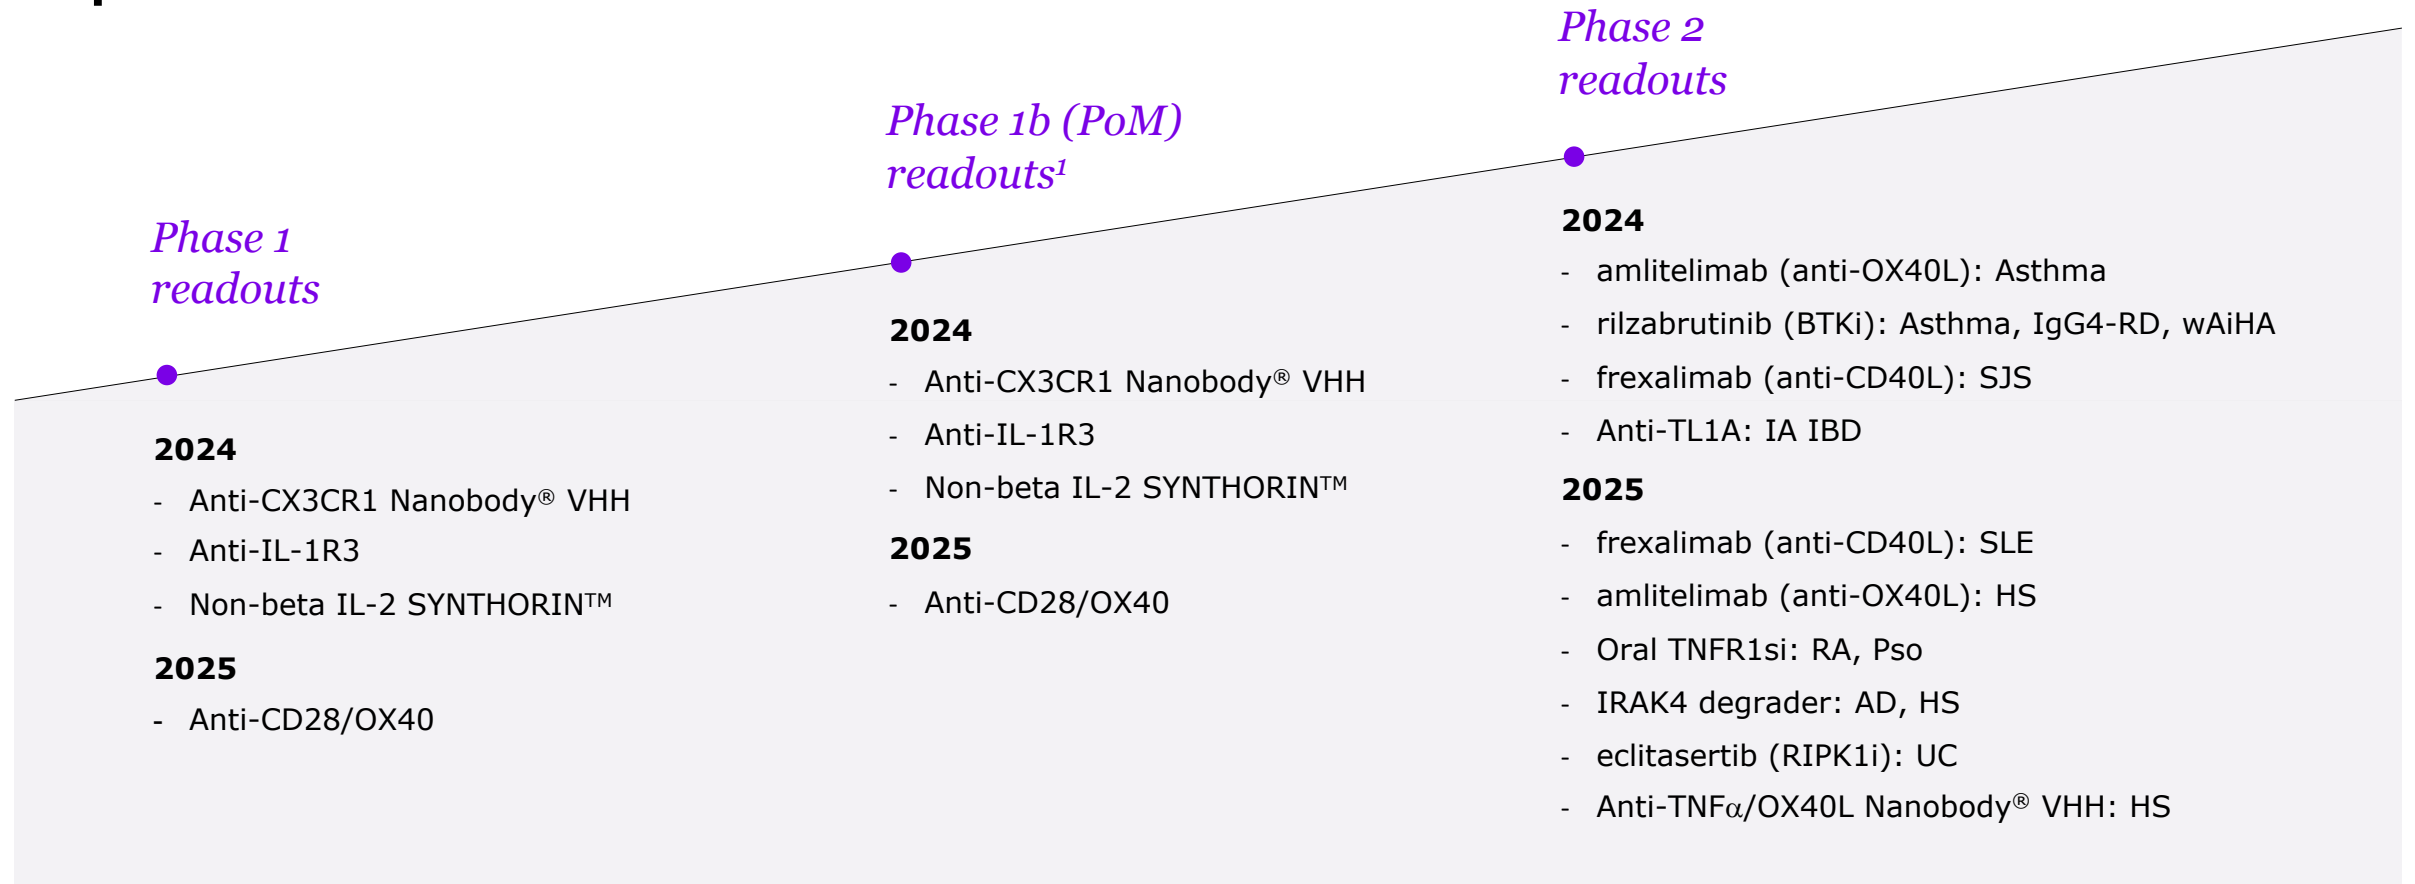 Phase 1
readouts
2024
- Anti-CX3CR1 Nanobody® VHH
- Anti-IL-1R3
- Non-beta IL-2 SYNTHORIN™
2025
- Anti-CD28/OX40
Phase 1b (PoM)
readouts¹
2024
- Anti-CX3CR1 Nanobody® VHH
- Anti-IL-1R3
- Non-beta IL-2 SYNTHORIN™
2025
- Anti-CD28/OX40
Phase 2
readouts
2024
- amlitelimab (anti-OX40L): Asthma
- rilzabrutinib (BTKi): Asthma, IgG4-RD, wAiHA
- frexalimab (anti-CD40L): SJS
- Anti-TL1A: IA IBD
2025
- frexalimab (anti-CD40L): SLE
- amlitelimab (anti-OX40L): HS
- Oral TNFR1si: RA, Pso
- IRAK4 degrader: AD, HS
- eclitasertib (RIPK1i): UC
- Anti-TNFα/OX40L Nanobody® VHH: HS